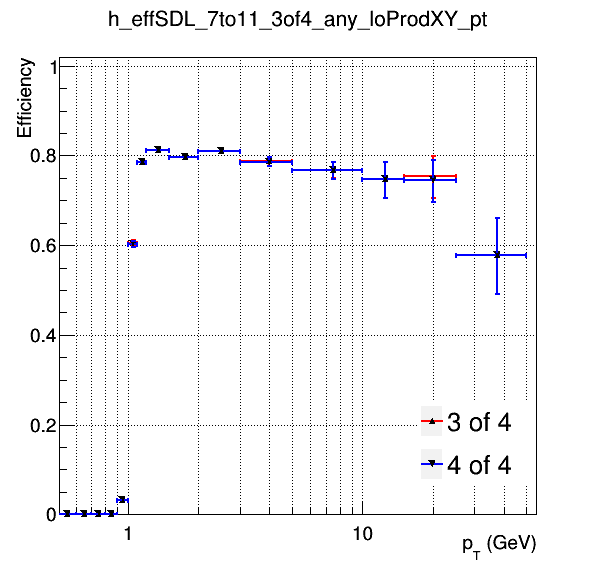 h_effSDL_7to11_3of4_any_loProdXY_pt
Efficiency
1
0.8
0.6
0.4
0.2
0
3 of 4
4 of 4
1
10
p_T (GeV)